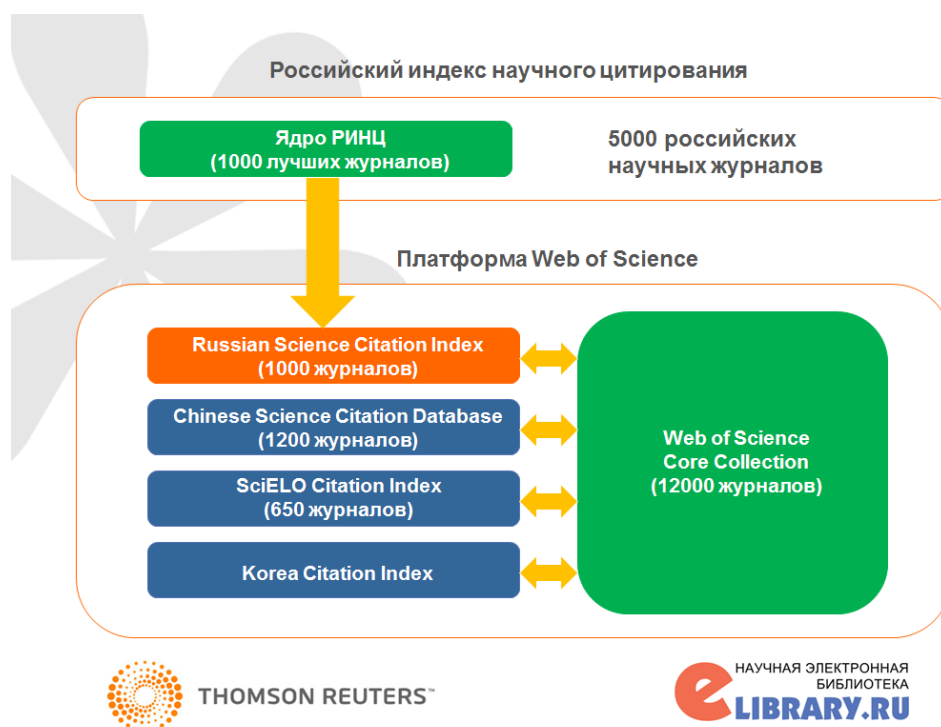 Российский индекс научного цитирования
Ядро РИНЦ
(1000 лучших журналов)
5000 российских
научных журналов
Платформа Web of Science
Russian Science Citation Index
(1000 журналов)
Chinese Science Citation Database
(1200 журналов)
SciELO Citation Index
(650 журналов)
Korea Citation Index
Web of Science
Core Collection
(12000 журналов)
THOMSON REUTERS™
НАУЧНАЯ ЭЛЕКТРОННАЯ
БИБЛИОТЕКА
eLIBRARY.RU